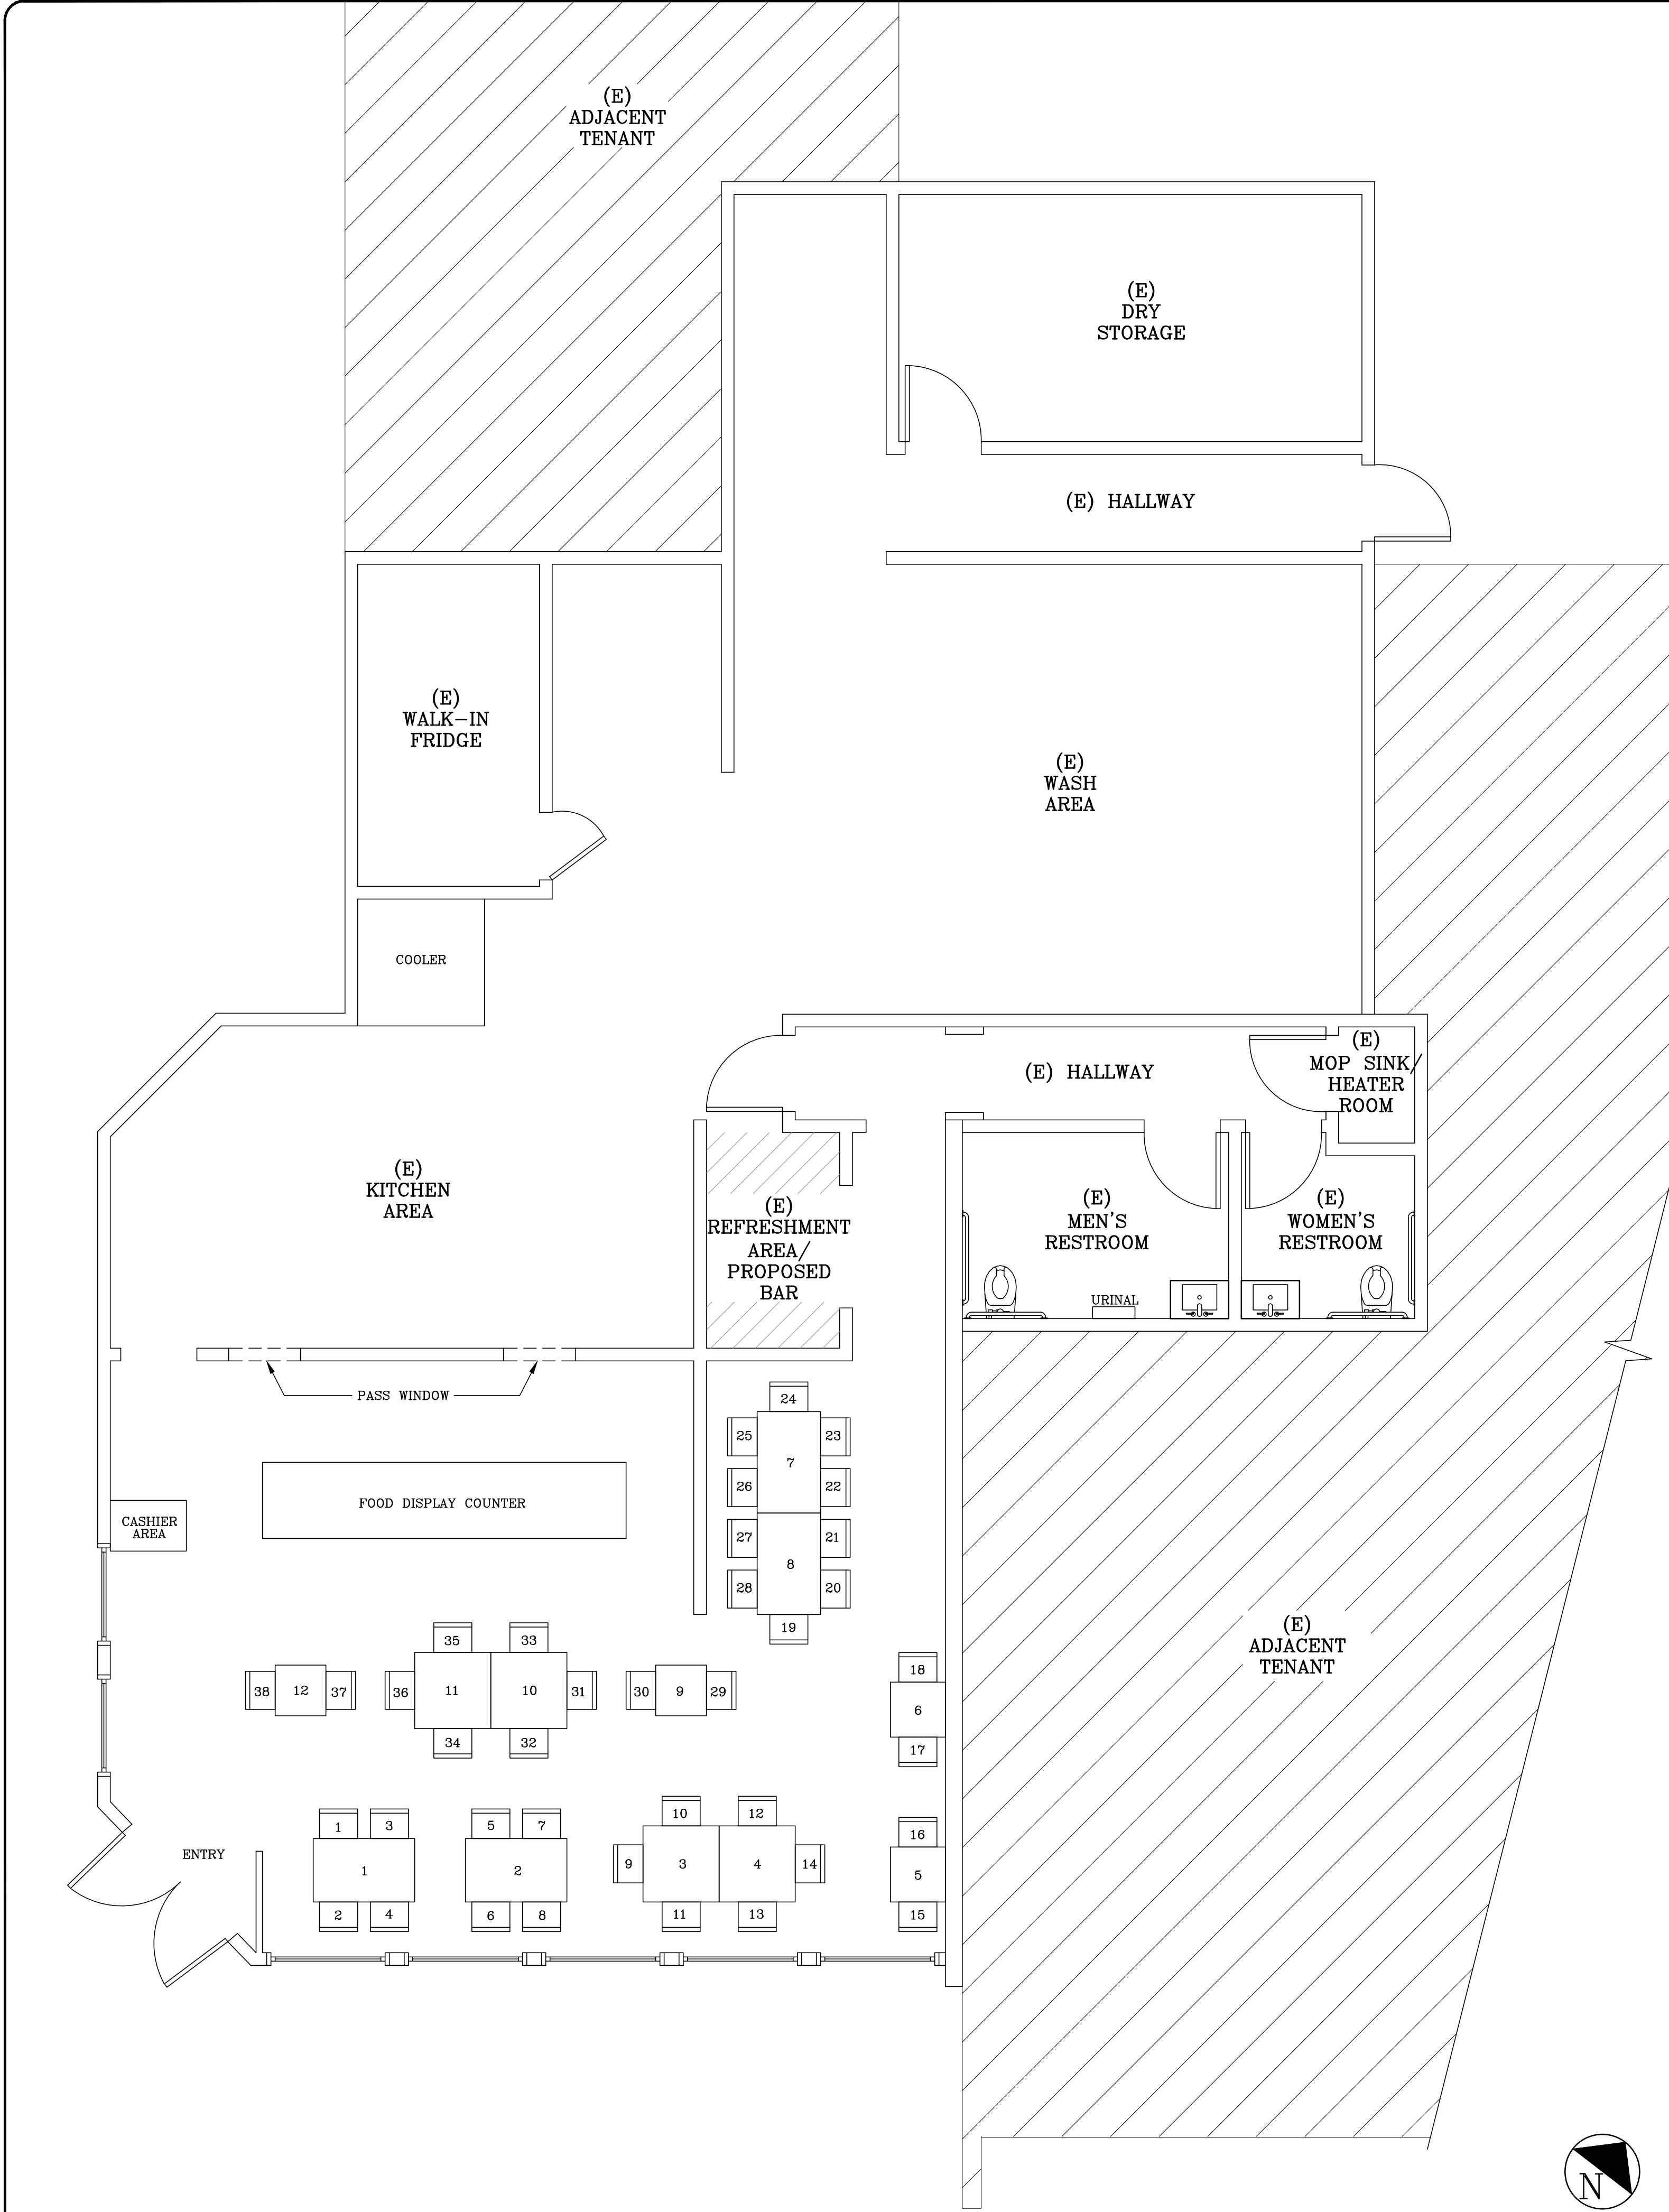 (E)
ADJACENT
TENANT
(E)
DRY
STORAGE
(E) HALLWAY
(E)
WALK-IN
FRIDGE
(E)
WASH
AREA
COOLER
(E) HALLWAY
(E)
MOP SINK/
HEATER
ROOM
(E)
KITCHEN
AREA
(E)
REFRESHMENT
AREA/
PROPOSED
BAR
(E)
MEN'S
RESTROOM
(E)
WOMEN'S
RESTROOM
URINAL
PASS WINDOW
24
25
23
7
26
22
27
21
8
28
20
19
FOOD DISPLAY COUNTER
CASHIER
AREA
35
33
38
12
37
36
11
10
31
30
9
29
34
32
18
6
17
(E)
ADJACENT
TENANT
ENTRY
1
3
1
2
4
5
7
2
6
8
10
12
9
3
4
14
11
13
16
5
15
N